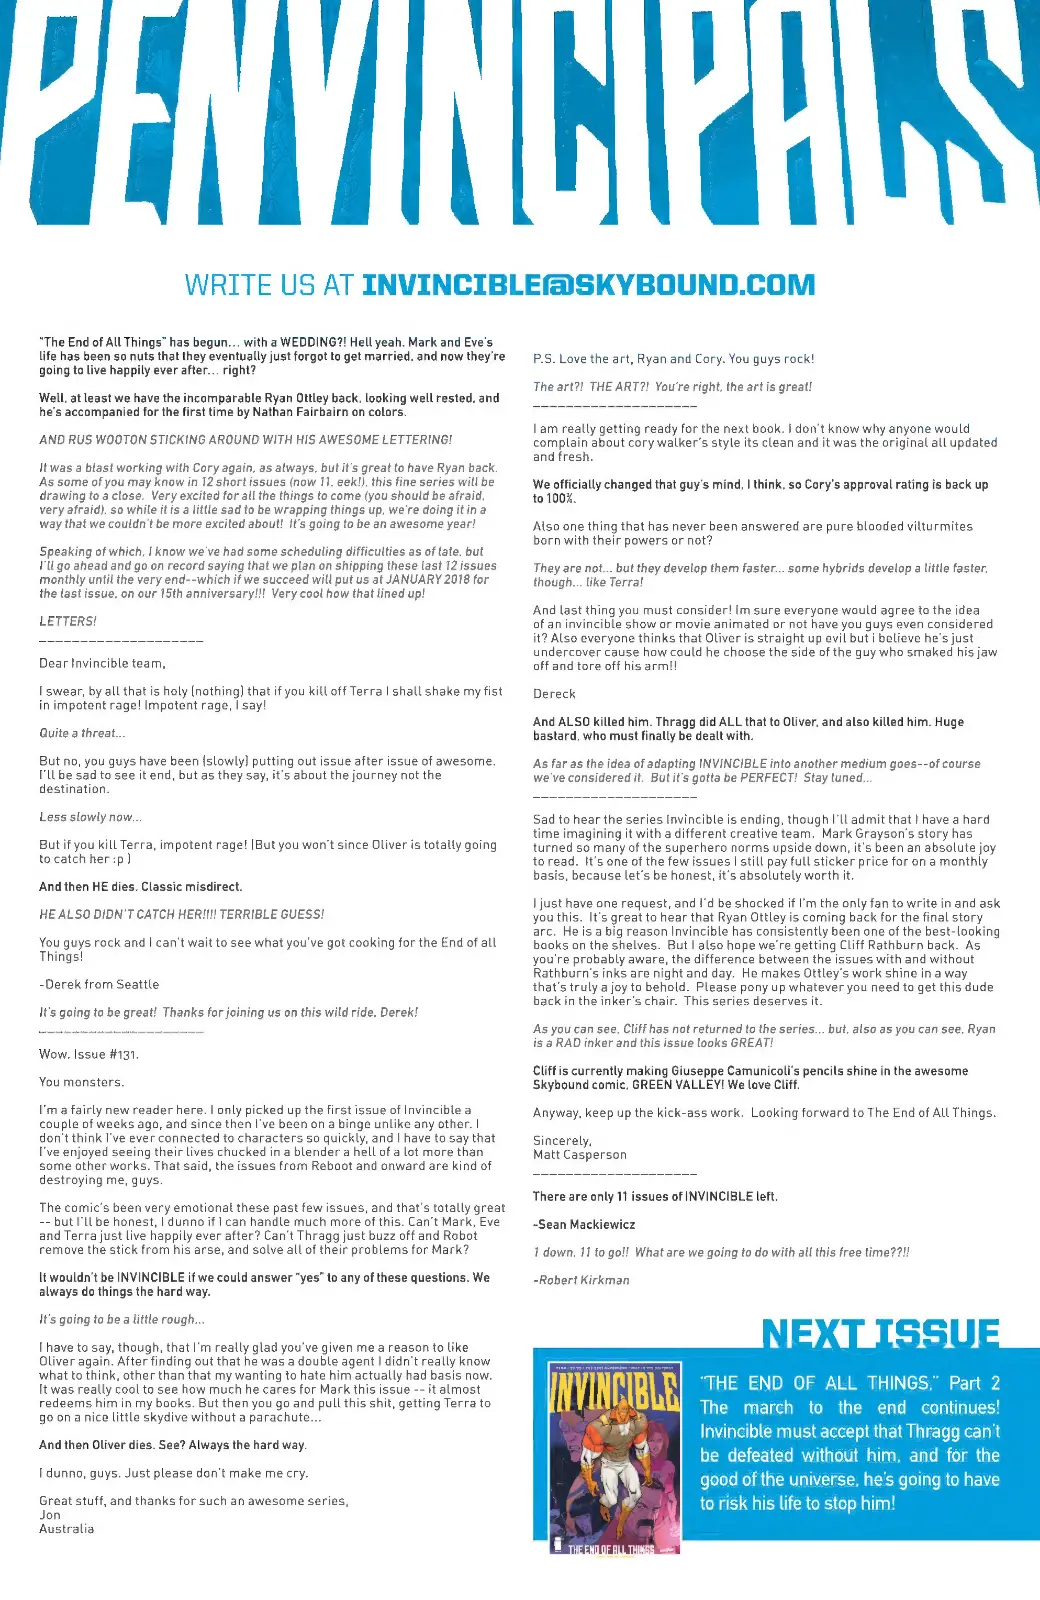 PENVINCIPALS
WRITE US AT INVINCIBLE@SKYBOUND.COM
"The End of All Things" has begun... with a WEDDING?! Hell yeah. Mark and Eve's
life has been so nuts that they eventually just forgot to get married, and now they're
going to live happily ever after... right?
Well, at least we have the incomparable Ryan Ottley back, looking well rested, and
he's accompanied for the first time by Nathan Fairbairn on colors.
AND RUS WOOTON STICKING AROUND WITH HIS AWESOME LETTERING!
It was a blast working with Cory again, as always, but it's great to have Ryan back.
As some of you may know in 12 short issues (now 11, eek!), this fine series will be
drawing to a close. Very excited for all the things to come (you should be afraid,
very afraid), so while it is a little sad to be wrapping things up, we're doing it in a
way that we couldn't be more excited about! It's going to be an awesome year!
Speaking of which, I know we've had some scheduling difficulties as of late, but
I'll go ahead and go on record saying that we plan on shipping these last 12 issues
monthly until the very end--which if we succeed will put us at JANUARY 2018 for
the last issue, on our 15th anniversary!!! Very cool how that lined up!
LETTERS!
____________________
Dear Invincible team,
I swear, by all that is holy (nothing) that if you kill off Terra I shall shake my fist
in impotent rage! Impotent rage, I say!
Quite a threat...
But no, you guys have been (slowly) putting out issue after issue of awesome.
I'll be sad to see it end, but as they say, it's about the journey not the
destination.
Less slowly now...
But if you kill Terra, impotent rage! (But you won't since Oliver is totally going
to catch her :p )
And then HE dies. Classic misdirect.
HE ALSO DIDN'T CATCH HER!!!! TERRIBLE GUESS!
You guys rock and I can't wait to see what you've got cooking for the End of all
Things!
-Derek from Seattle
It's going to be great! Thanks for joining us on this wild ride, Derek!
____________________
Wow. Issue #131.
You monsters.
I'm a fairly new reader here. I only picked up the first issue of Invincible a
couple of weeks ago, and since then I've been on a binge unlike any other. I
don't think I've ever connected to characters so quickly, and I have to say that
I've enjoyed seeing their lives chucked in a blender a hell of a lot more than
some other works. That said, the issues from Reboot and onward are kind of
destroying me, guys.
The comic's been very emotional these past few issues, and that's totally great
-- but I'll be honest, I dunno if I can handle much more of this. Can't Mark, Eve
and Terra just live happily ever after? Can't Thragg just buzz off and Robot
remove the stick from his arse, and solve all of their problems for Mark?
It wouldn't be INVINCIBLE if we could answer "yes" to any of these questions. We
always do things the hard way.
It's going to be a little rough...
I have to say, though, that I'm really glad you've given me a reason to like
Oliver again. After finding out that he was a double agent I didn't really know
what to think, other than that my wanting to hate him actually had basis now.
It was really cool to see how much he cares for Mark this issue -- it almost
redeems him in my books. But then you go and pull this shit, getting Terra to
go on a nice little skydive without a parachute...
And then Oliver dies. See? Always the hard way.
I dunno, guys. Just please don't make me cry.
Great stuff, and thanks for such an awesome series,
Jon
Australia
P.S. Love the art, Ryan and Cory. You guys rock!
The art?! THE ART?! You're right, the art is great!
____________________
I am really getting ready for the next book. I don't know why anyone would
complain about cory walker's style its clean and it was the original all updated
and fresh.
We officially changed that guy's mind, I think, so Cory's approval rating is back up
to 100%.
Also one thing that has never been answered are pure blooded vilturmites
born with their powers or not?
They are not... but they develop them faster... some hybrids develop a little faster,
though... like Terra!
And last thing you must consider! Im sure everyone would agree to the idea
of an invincible show or movie animated or not have you guys even considered
it? Also everyone thinks that Oliver is straight up evil but i believe he's just
undercover cause how could he choose the side of the guy who smaked his jaw
off and tore off his arm!!
Dereck
And ALSO killed him. Thragg did ALL that to Oliver, and also killed him. Huge
bastard, who must finally be dealt with.
As far as the idea of adapting INVINCIBLE into another medium goes--of course
we've considered it. But it's gotta be PERFECT! Stay tuned...
____________________
Sad to hear the series Invincible is ending, though I'll admit that I have a hard
time imagining it with a different creative team. Mark Grayson's story has
turned so many of the superhero norms upside down, it's been an absolute joy
to read. It's one of the few issues I still pay full sticker price for on a monthly
basis, because let's be honest, it's absolutely worth it.
I just have one request, and I'd be shocked if I'm the only fan to write in and ask
you this. It's great to hear that Ryan Ottley is coming back for the final story
arc. He is a big reason Invincible has consistently been one of the best-looking
books on the shelves. But I also hope we're getting Cliff Rathburn back. As
you're probably aware, the difference between the issues with and without
Rathburn's inks are night and day. He makes Ottley's work shine in a way
that's truly a joy to behold. Please pony up whatever you need to get this dude
back in the inker's chair. This series deserves it.
As you can see, Cliff has not returned to the series... but, also as you can see, Ryan
is a RAD inker and this issue looks GREAT!
Cliff is currently making Giuseppe Camunicoli's pencils shine in the awesome
Skybound comic, GREEN VALLEY! We love Cliff.
Anyway, keep up the kick-ass work. Looking forward to The End of All Things.
Sincerely,
Matt Casperson
____________________
There are only 11 issues of INVINCIBLE left.
-Sean Mackiewicz
1 down, 11 to go!! What are we going to do with all this free time??!!
-Robert Kirkman
NEXT ISSUE
INVINCIBLE
THE END OF ALL THINGS
"THE END OF ALL THINGS," Part 2
The march to the end continues!
Invincible must accept that Thragg can't
be defeated without him, and for the
good of the universe, he's going to have
to risk his life to stop him!